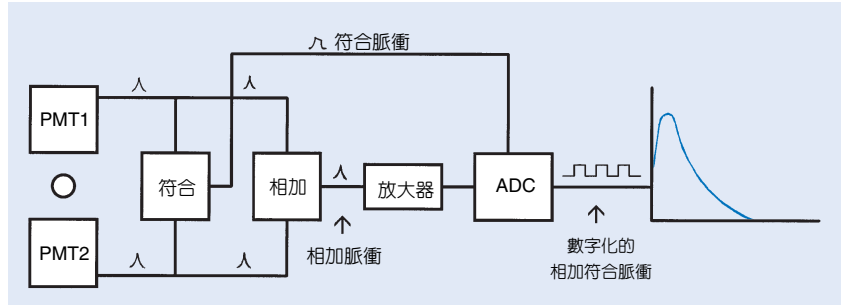 符合脈衝
PMT1
符合
相加
放大器
ADC
PMT2
相加脈衝
數字化的
相加符合脈衝